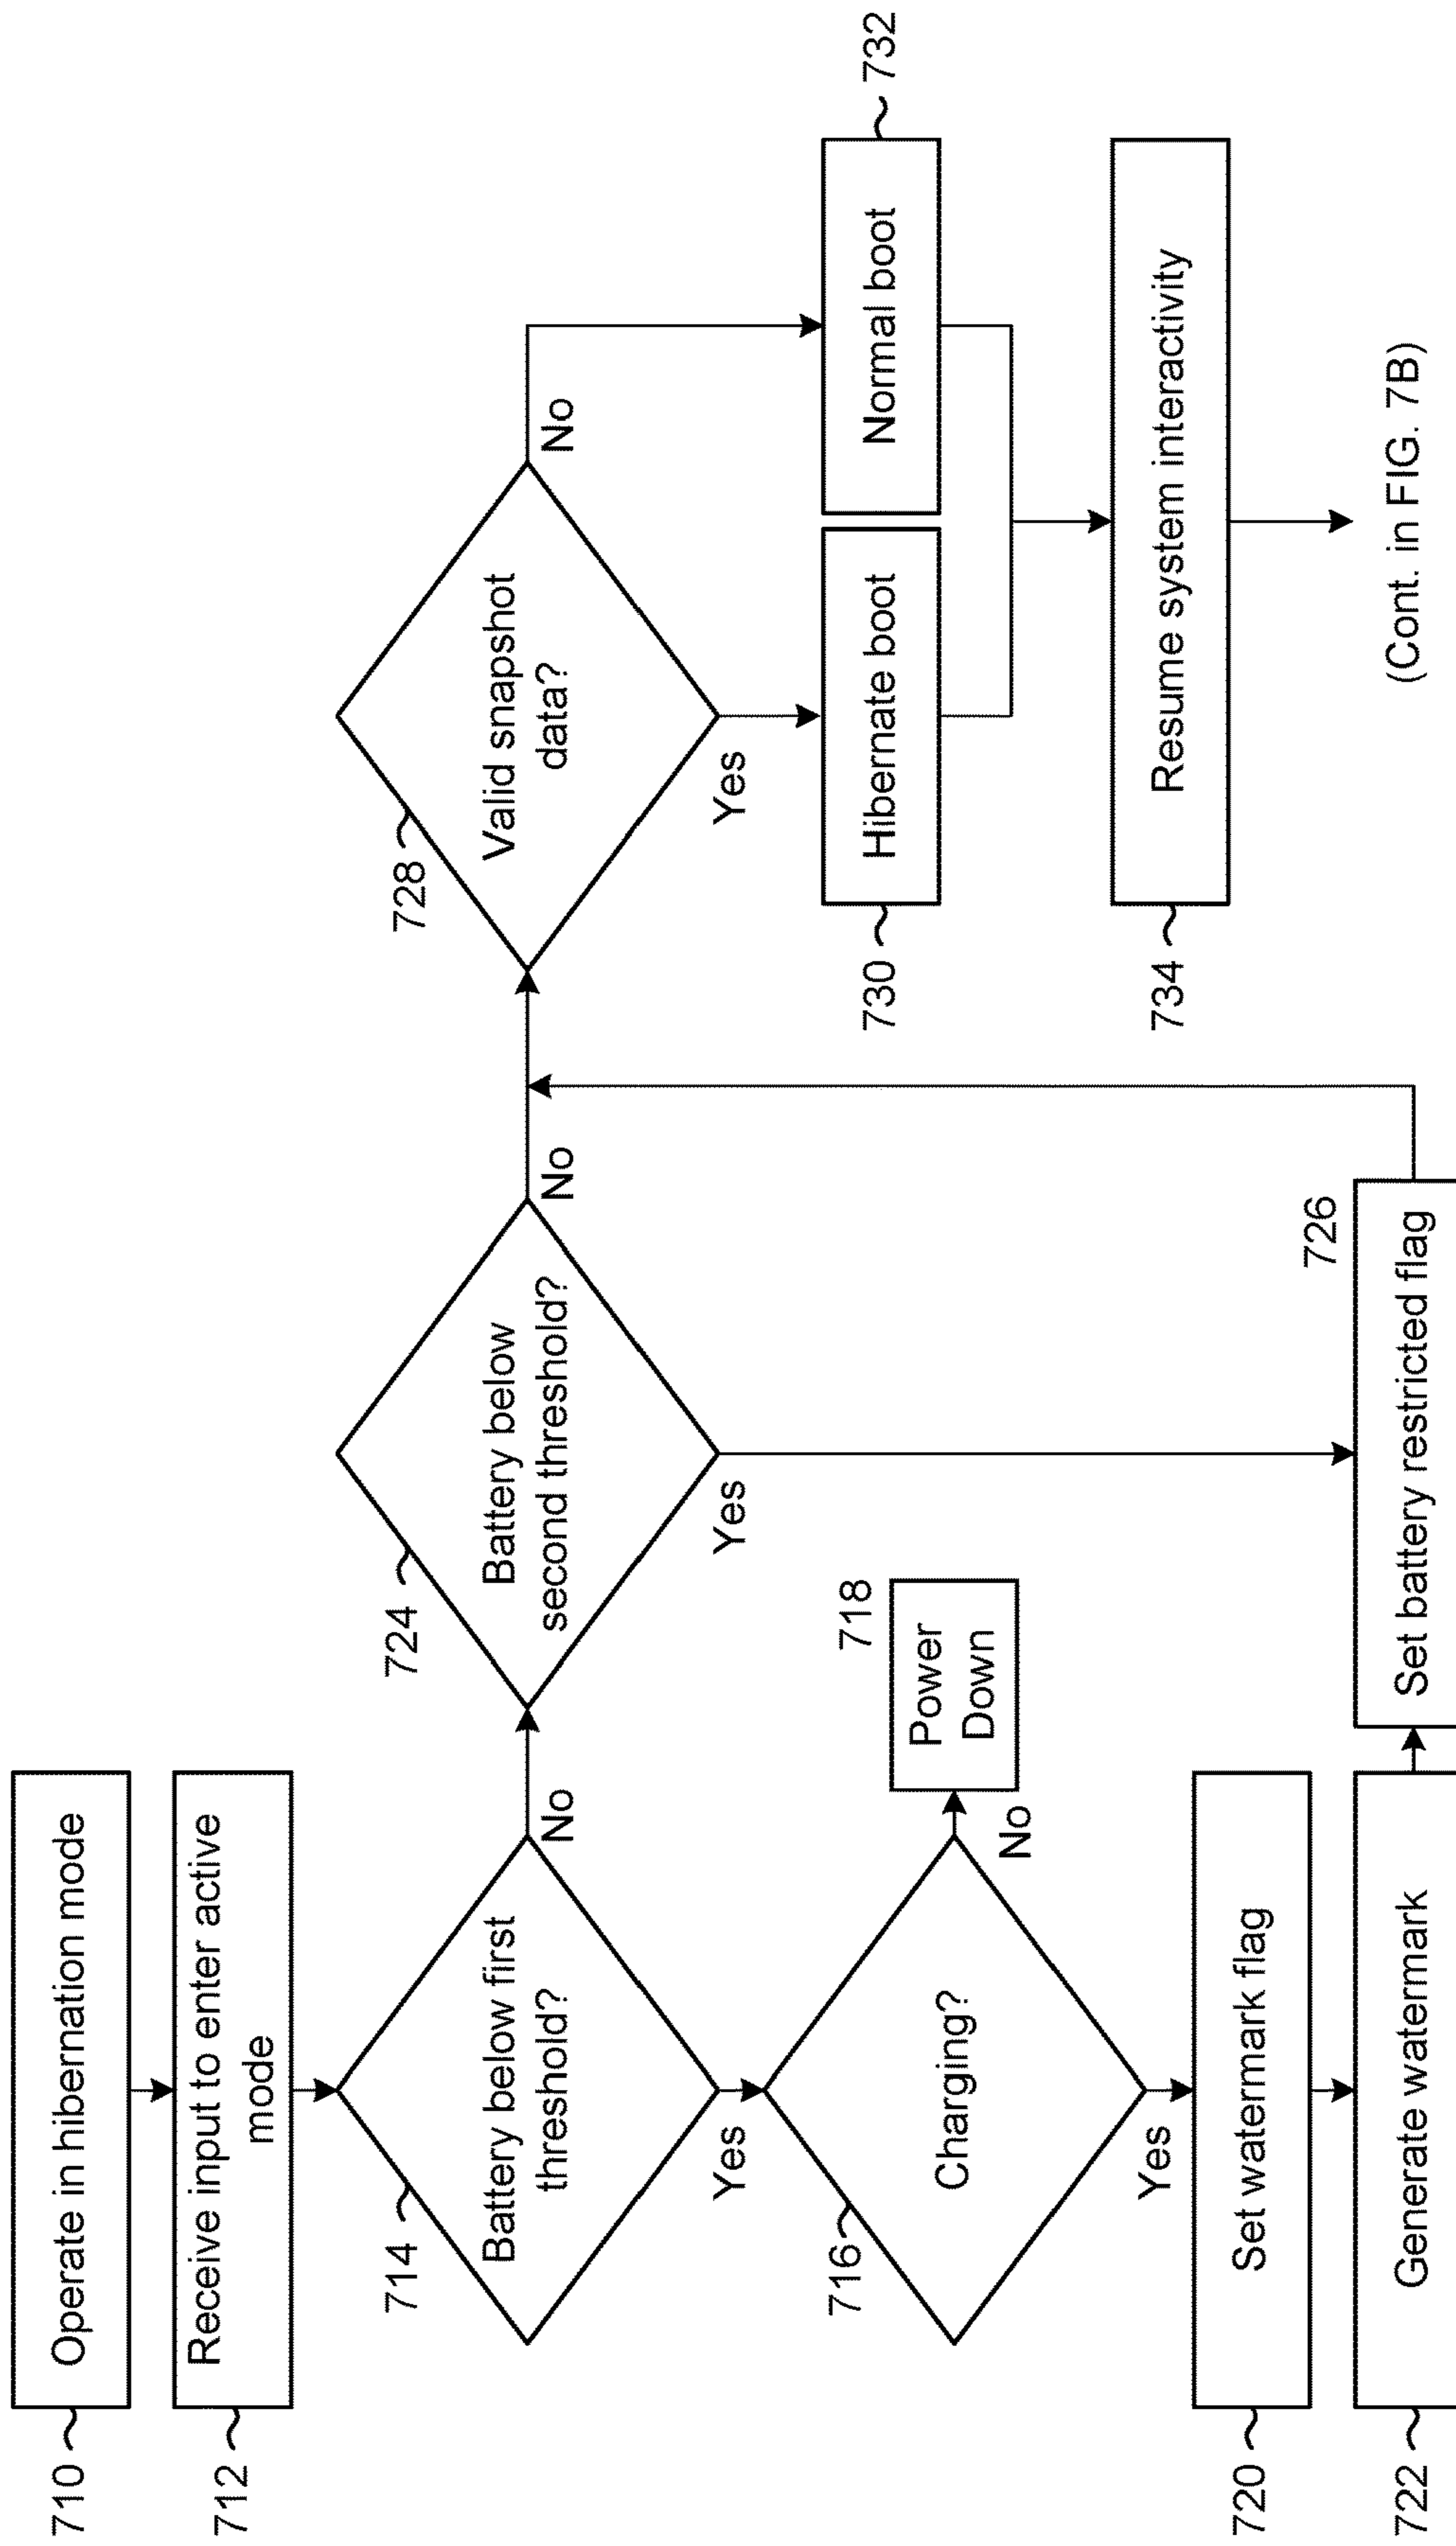 710
Operate in hibernation mode
712
Receive input to enter active
mode
714
Battery below first
threshold?
No
Yes
716
Charging?
No
718
Power
Down
Yes
720
Set watermark flag
722
Generate watermark
724
Battery below
second threshold?
No
Yes
726
Set battery restricted flag
728
Valid snapshot
data?
No
Yes
730
Hibernate boot
Normal boot
732
734
Resume system interactivity
(Cont. in FIG. 7B)